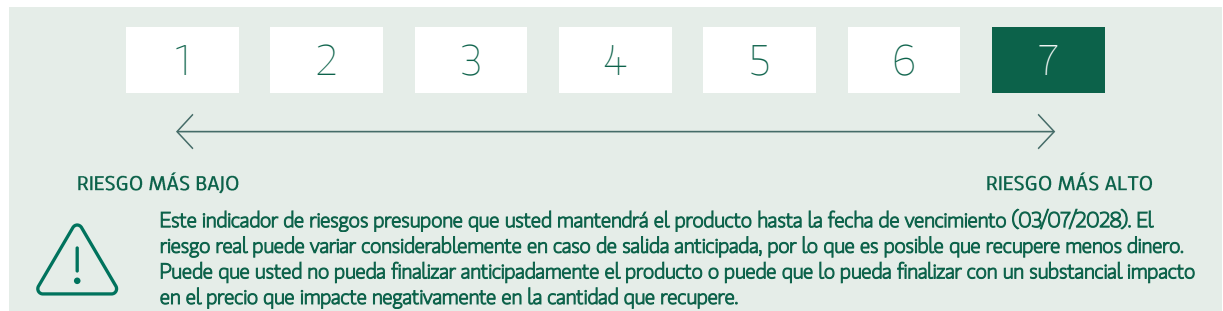 1 2 3 4 5 6 7
RIESGO MÁS BAJO RIESGO MÁS ALTO
Este indicador de riesgos presupone que usted mantendrá el producto hasta la fecha de vencimiento (03/07/2028). El
riesgo real puede variar considerablemente en caso de salida anticipada, por lo que es posible que recupere menos dinero.
Puede que usted no pueda finalizar anticipadamente el producto o puede que lo pueda finalizar con un substancial impacto
en el precio que impacte negativamente en la cantidad que recupere.